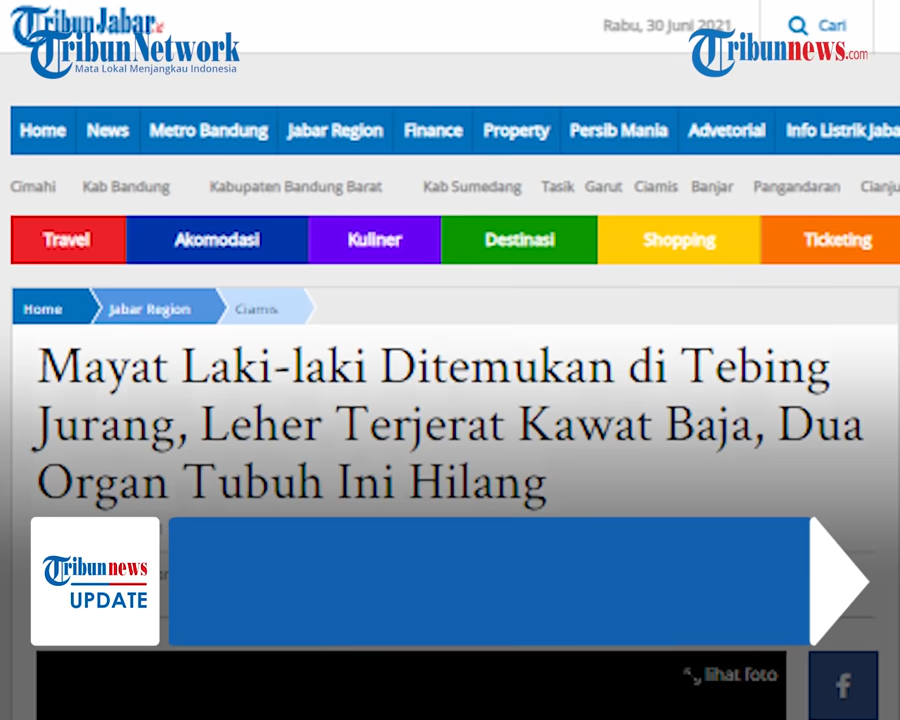 TribunJabar.id
Rabu, 30 Juni 2021
Cari
TribunNetwork
Mata Lokal Menjangkau Indonesia
Tribunnews.com
Home News Metro Bandung Jabar Region Finance Property Persib Mania Advetorial Info Listrik Jaba
Cimahi Kab Bandung Kabupaten Bandung Barat Kab Sumedang Tasik Garut Ciamis Banjar Pangandaran Cianju
Travel Akomodasi Kuliner Destinasi Shopping Ticketing
Home Jabar Region Ciamis
Mayat Laki-laki Ditemukan di Tebing
Jurang, Leher Terjerat Kawat Baja, Dua
Organ Tubuh Ini Hilang
Tribunnews
UPDATE
lihat foto
f